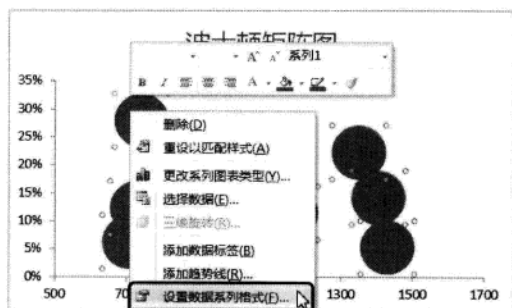 波士顿矩阵图
系列1
B I A
35%
30%
25%
20%
15%
10%
5%
0%
删除(D)
重设以匹配样式(A)
更改系列图表类型(Y)...
选择数据(E)...
三维旋转(R)...
添加数据标签(B)
添加趋势线(R)...
设置数据系列格式(F)...
500
1300
1500
1700